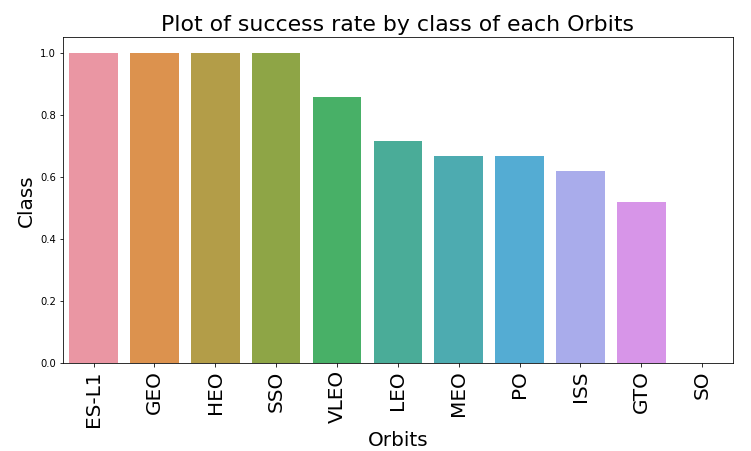 Plot of success rate by class of each Orbits
Class
1.0
0.8
0.6
0.4
0.2
0.0
ES-L1
GEO
HEO
SSO
VLEO
LEO
MEO
PO
ISS
GTO
SO
Orbits